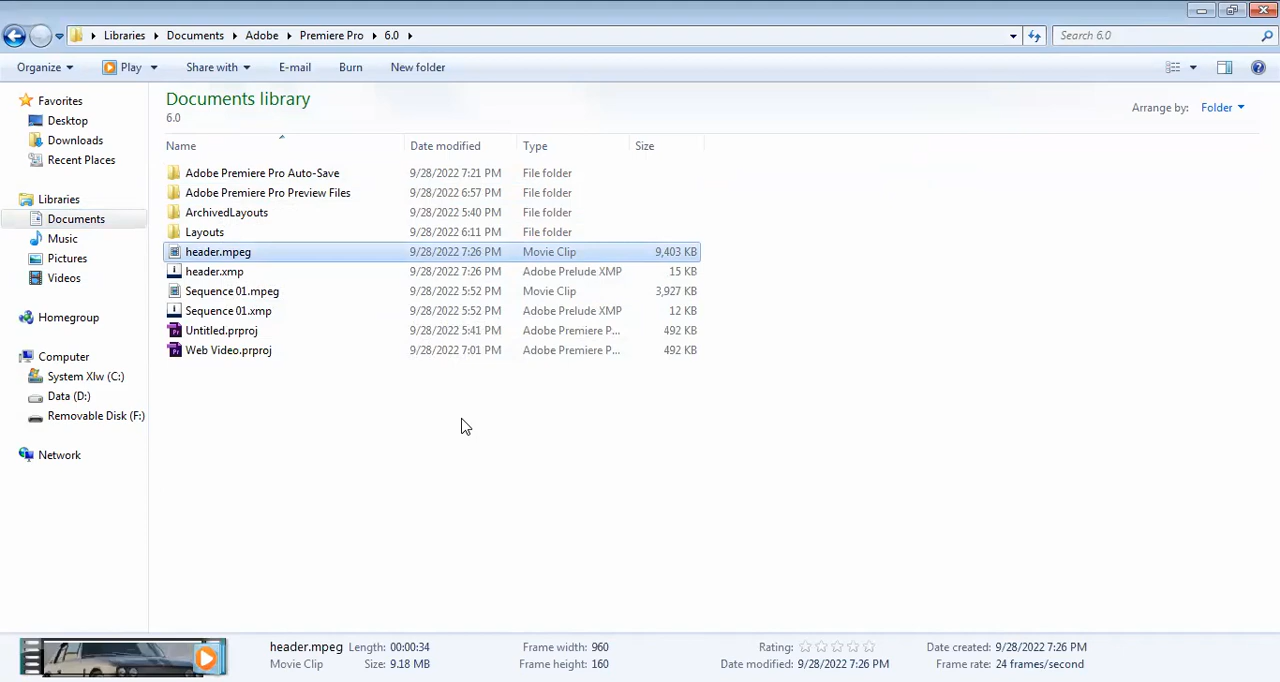 Libraries Documents Adobe Premiere Pro 6.0 Search 6.0
Organize Play Share with E-mail Burn New folder
Favorites
Desktop
Downloads
Recent Places
Libraries
Documents
Music
Pictures
Videos
Homegroup
Computer
System Xlw (C:)
Data (D:)
Removable Disk (F:)
Network
Documents library
6.0
Arrange by: Folder
Name Date modified Type Size
Adobe Premiere Pro Auto-Save 9/28/2022 7:21 PM File folder
Adobe Premiere Pro Preview Files 9/28/2022 6:57 PM File folder
ArchivedLayouts 9/28/2022 5:40 PM File folder
Layouts 9/28/2022 6:11 PM File folder
header.mpeg 9/28/2022 7:26 PM Movie Clip 9,403 KB
header.xmp 9/28/2022 7:26 PM Adobe Prelude XMP 15 KB
Sequence 01.mpeg 9/28/2022 5:52 PM Movie Clip 3,927 KB
Sequence 01.xmp 9/28/2022 5:52 PM Adobe Prelude XMP 12 KB
Untitled.prproj 9/28/2022 5:41 PM Adobe Premiere P... 492 KB
Web Video.prproj 9/28/2022 7:01 PM Adobe Premiere P... 492 KB
header.mpeg Length: 00:00:34 Frame width: 960 Rating: Date created: 9/28/2022 7:26 PM
Movie Clip Size: 9.18 MB Frame height: 160 Date modified: 9/28/2022 7:26 PM Frame rate: 24 frames/second